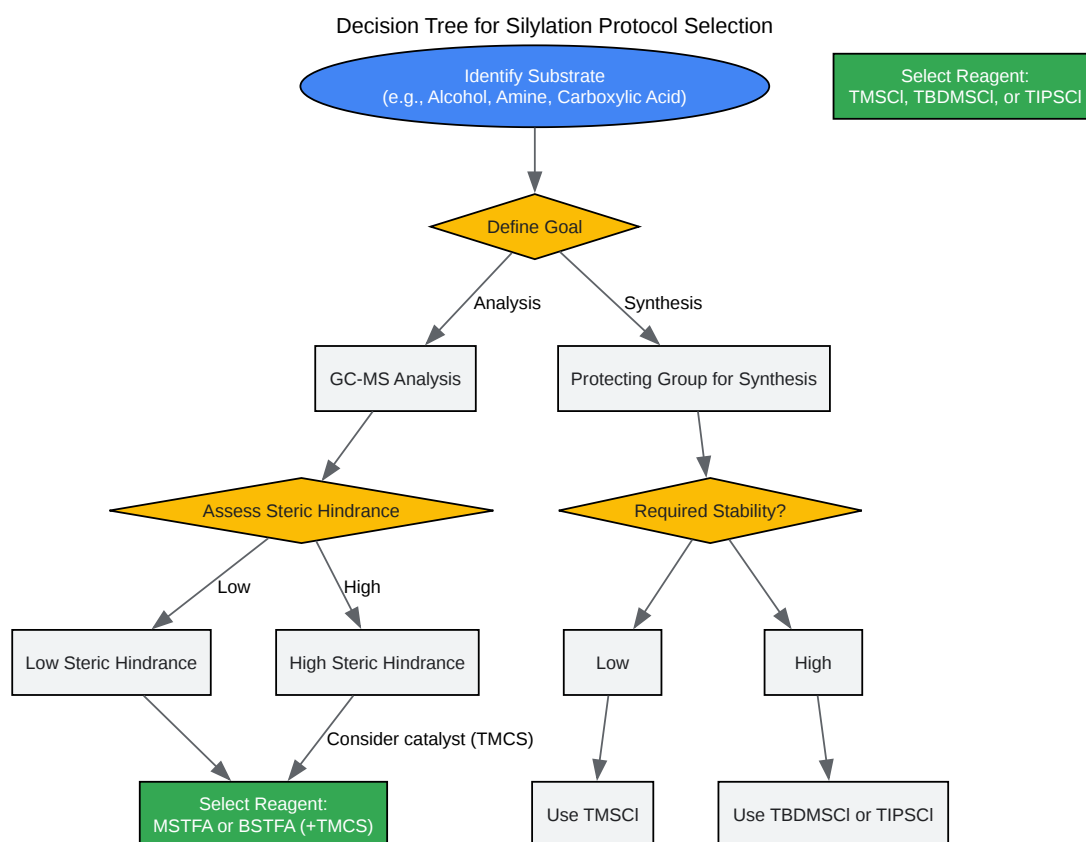 Decision Tree for Silylation Protocol Selection
Identify Substrate
(e.g., Alcohol, Amine, Carboxylic Acid)
Select Reagent:
TMSCl, TBDMSCl, or TIPSCl
Define Goal
Analysis
Synthesis
GC-MS Analysis
Protecting Group for Synthesis
Assess Steric Hindrance
Required Stability?
Low
High
Low Steric Hindrance
High Steric Hindrance
Low
High
Consider catalyst (TMCS)
Select Reagent:
MSTFA or BSTFA (+TMCS)
Use TMSCl
Use TBDMSCl or TIPSCl